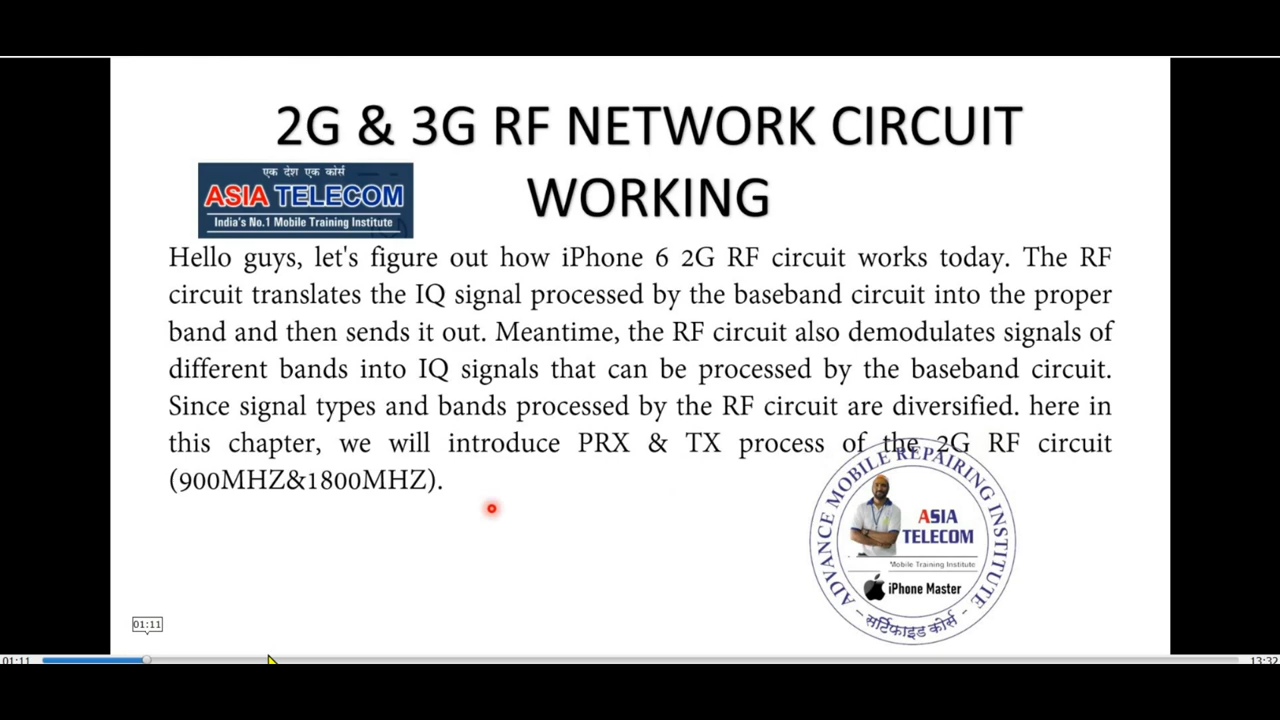 2G & 3G RF NETWORK CIRCUIT
WORKING
एक देश एक कोर्स
ASIA TELECOM
India's No.1 Mobile Training Institute
Hello guys, let's figure out how iPhone 6 2G RF circuit works today. The RF
circuit translates the IQ signal processed by the baseband circuit into the proper
band and then sends it out. Meantime, the RF circuit also demodulates signals of
different bands into IQ signals that can be processed by the baseband circuit.
Since signal types and bands processed by the RF circuit are diversified. here in
this chapter, we will introduce PRX & TX process of the 2G RF circuit
(900MHZ&1800MHZ).
ADVANCE MOBILE REPAIRING INSTITUTE
ASIA
TELECOM
Mobile Training Institute
iPhone Master
सर्टिफाइड कोर्स
01:11
01:11
13:32